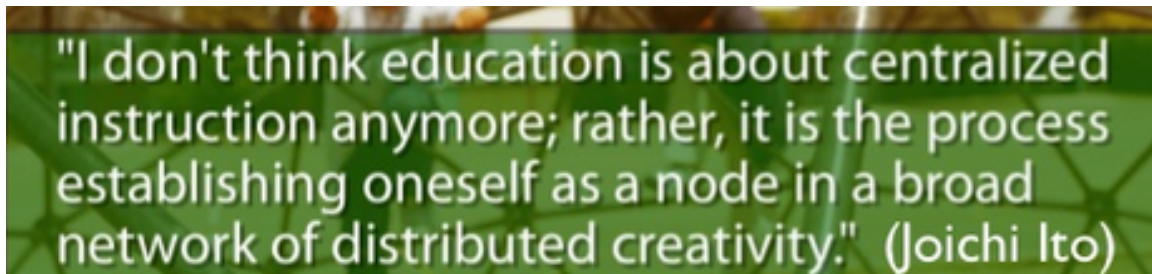 "I don't think education is about centralized
instruction anymore; rather, it is the process
establishing oneself as a node in a broad
network of distributed creativity." (Joichi Ito)